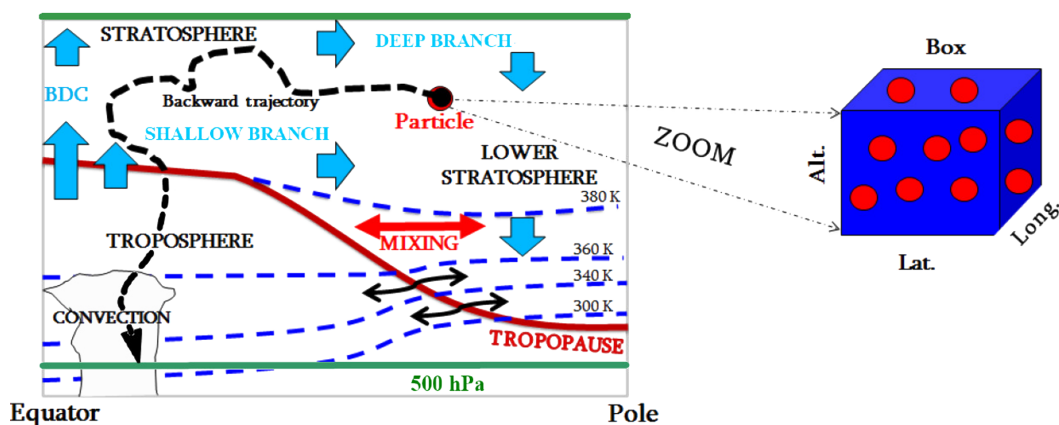 STRATOSPHERE
DEEP BRANCH
BDC
Backward trajectory
Particle
SHALLOW BRANCH
LOWER
STRATOSPHERE
380 K
TROPOSPHERE
MIXING
360 K
340 K
300 K
CONVECTION
TROPOPAUSE
500 hPa
Equator
Pole
ZOOM
Box
Alt.
Long.
Lat.